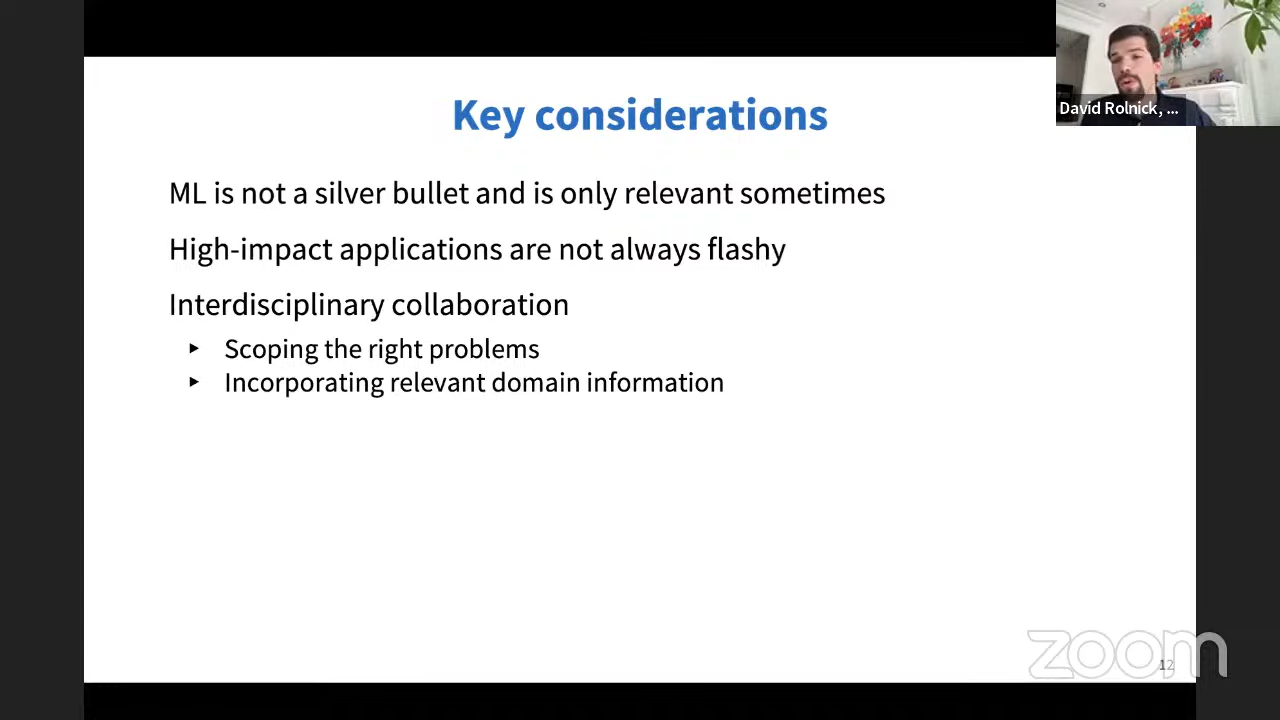 Key considerations
David Rolnick, ...
ML is not a silver bullet and is only relevant sometimes
High-impact applications are not always flashy
Interdisciplinary collaboration
Scoping the right problems
Incorporating relevant domain information
zoom
12